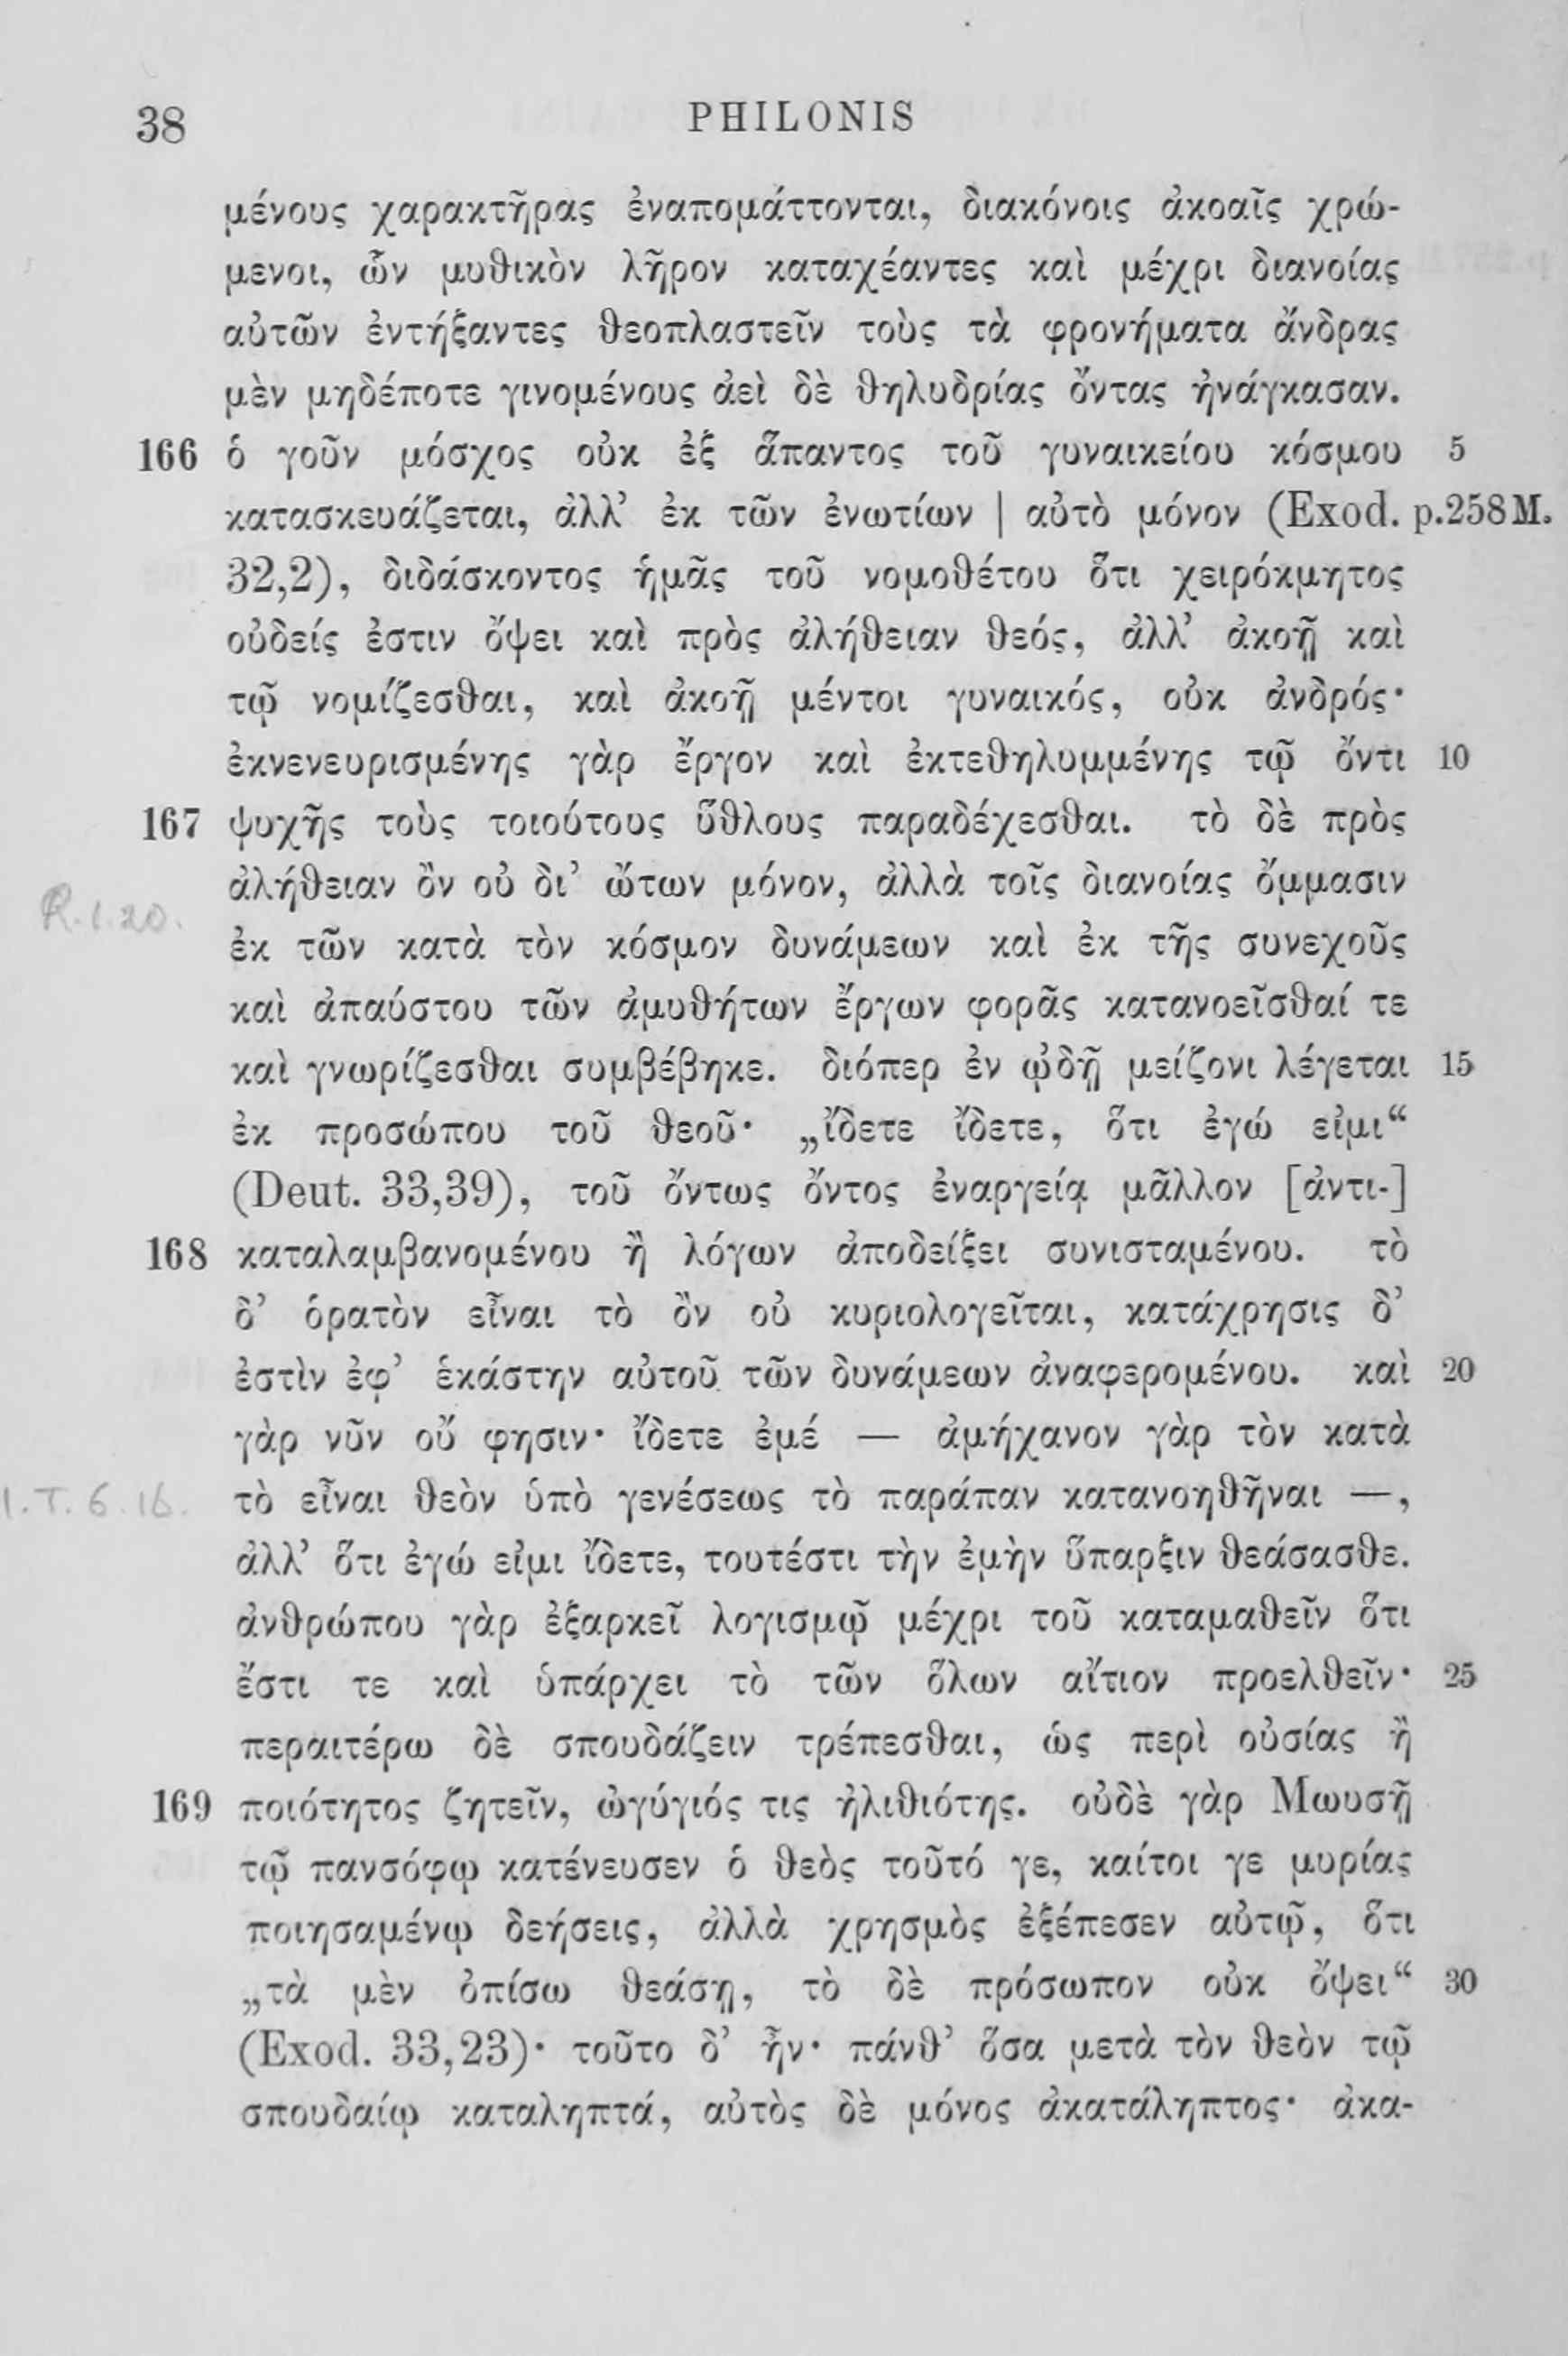 38 PHILONIS
μένους χαρακτῆρας ἐναπομάττονται, διακόνοις ἀκοαῖς χρώ-
μενοι, ὧν μυθικὸν λῆρον καταχέαντες καὶ μέχρι διανοίας
αὐτῶν ἐντήξαντες θεοπλαστεῖν τοὺς τὰ φρονήματα ἄνδρας
μὲν μηδέποτε γινομένους ἀεὶ δὲ θηλυδρίας ὄντας ἠνάγκασαν.
166 ὁ γοῦν μόσχος οὐκ ἐξ ἅπαντος τοῦ γυναικείου κόσμου 5
κατασκευάζεται, ἀλλ’ ἐκ τῶν ἐνωτίων | αὐτὸ μόνον (Exod. p.258M.
32,2), διδάσκοντος ἡμᾶς τοῦ νομοθέτου ὅτι χειρόκμητος
οὐδείς ἐστιν ὄψει καὶ πρὸς ἀλήθειαν θεός, ἀλλ’ ἀκοῇ καὶ
τῷ νομίζεσθαι, καὶ ἀκοῇ μέντοι γυναικός, οὐκ ἀνδρός·
ἐκνενευρισμένης γὰρ ἔργον καὶ ἐκτεθηλυμμένης τῷ ὄντι 10
167 ψυχῆς τοὺς τοιούτους ὕθλους παραδέχεσθαι. τὸ δὲ πρὸς
ἀλήθειαν ὂν οὐ δι’ ὤτων μόνον, ἀλλὰ τοῖς διανοίας ὄμμασιν
R.1.20.
ἐκ τῶν κατὰ τὸν κόσμον δυνάμεων καὶ ἐκ τῆς συνεχοῦς
καὶ ἀπαύστου τῶν ἀμυθήτων ἔργων φορᾶς κατανοεῖσθαί τε
καὶ γνωρίζεσθαι συμβέβηκε. διόπερ ἐν ᾠδῇ μείζονι λέγεται 15
ἐκ προσώπου τοῦ θεοῦ· „ἴδετε ἴδετε, ὅτι ἐγώ εἰμι“
(Deut. 33,39), τοῦ ὄντως ὄντος ἐναργείᾳ μᾶλλον [ἀντι-]
168 καταλαμβανομένου ἢ λόγων ἀποδείξει συνισταμένου. τὸ
δ’ ὁρατὸν εἶναι τὸ ὂν οὐ κυριολογεῖται, κατάχρησις δ’
ἐστὶν ἐφ’ ἑκάστην αὐτοῦ τῶν δυνάμεων ἀναφερομένου. καὶ 20
γὰρ νῦν οὔ φησιν· ἴδετε ἐμέ — ἀμήχανον γὰρ τὸν κατὰ
I.T.6.16. τὸ εἶναι θεὸν ὑπὸ γενέσεως τὸ παράπαν κατανοηθῆναι —,
ἀλλ’ ὅτι ἐγώ εἰμι ἴδετε, τουτέστι τὴν ἐμὴν ὕπαρξιν θεάσασθε.
ἀνθρώπου γὰρ ἐξαρκεῖ λογισμῷ μέχρι τοῦ καταμαθεῖν ὅτι
ἔστι τε καὶ ὑπάρχει τὸ τῶν ὅλων αἴτιον προελθεῖν· 25
περαιτέρω δὲ σπουδάζειν τρέπεσθαι, ὡς περὶ οὐσίας ἢ
169 ποιότητος ζητεῖν, ὠγύγιός τις ἠλιθιότης. οὐδὲ γὰρ Μωυσῇ
τῷ πανσόφῳ κατένευσεν ὁ θεὸς τοῦτό γε, καίτοι γε μυρίας
ποιησαμένῳ δεήσεις, ἀλλὰ χρησμὸς ἐξέπεσεν αὐτῷ, ὅτι
„τὰ μὲν ὀπίσω θεάσῃ, τὸ δὲ πρόσωπον οὐκ ὄψει“ 30
(Exod. 33,23)· τοῦτο δ’ ἦν· πάνθ’ ὅσα μετὰ τὸν θεὸν τῷ
σπουδαίῳ καταληπτά, αὐτὸς δὲ μόνος ἀκατάληπτος· ἀκα-